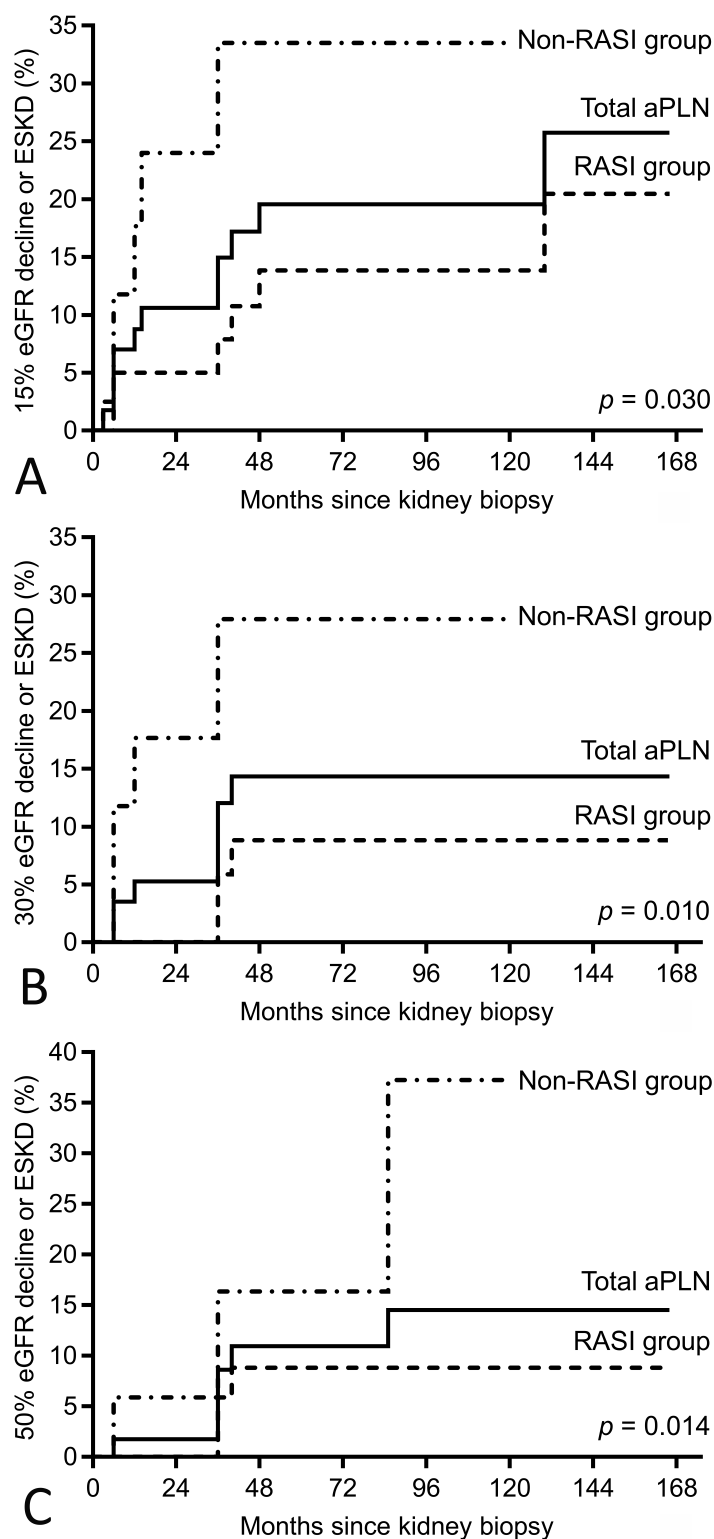 15% eGFR decline or ESKD (%)
35
30
25
20
15
10
5
0
Non-RASI group
Total aPLN
RASI group
p = 0.030
0 24 48 72 96 120 144 168
Months since kidney biopsy
A
30% eGFR decline or ESKD (%)
35
30
25
20
15
10
5
0
Non-RASI group
Total aPLN
RASI group
p = 0.010
0 24 48 72 96 120 144 168
Months since kidney biopsy
B
50% eGFR decline or ESKD (%)
40
35
30
25
20
15
10
5
0
Non-RASI group
Total aPLN
RASI group
p = 0.014
0 24 48 72 96 120 144 168
Months since kidney biopsy
C